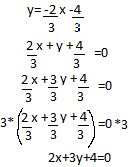 y=-2/3 x-4/3
2/3 x+y+4/3 =0
2/3 x+3/3 y+4/3 =0
3*(2/3 x+3/3 y+4/3)=0*3
2x+3y+4=0